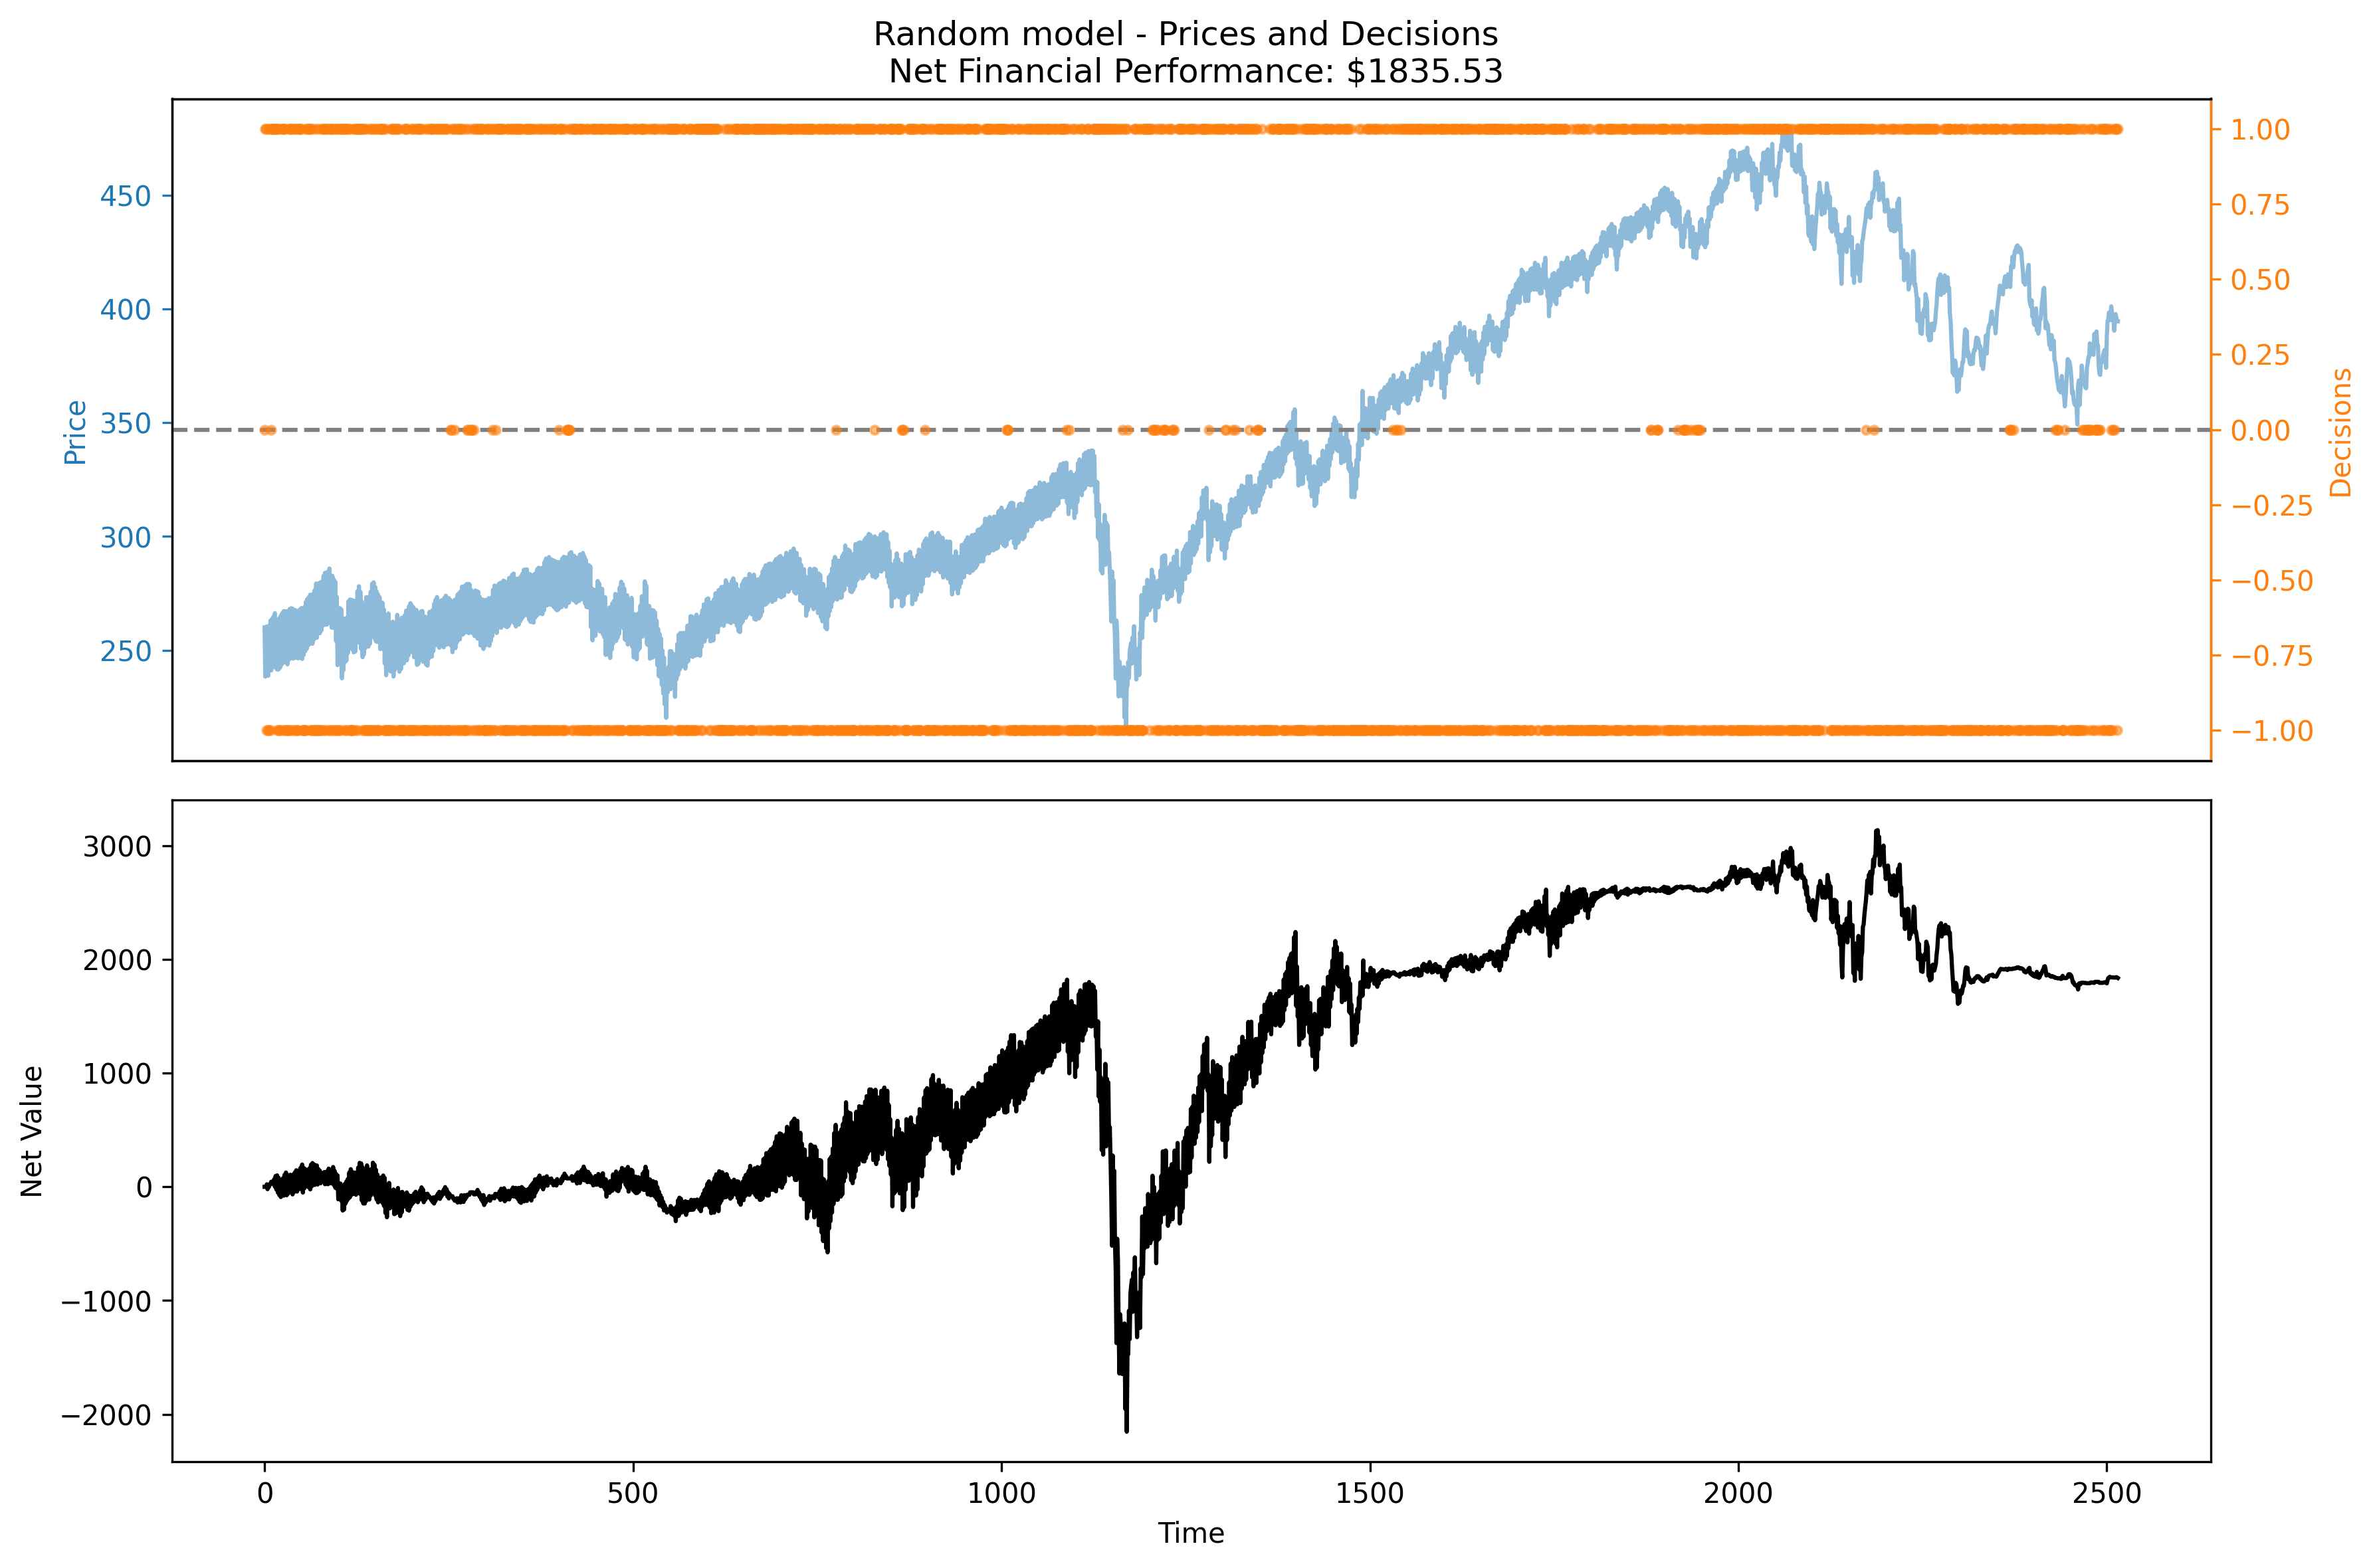 Random model - Prices and Decisions
Net Financial Performance: $1835.53
Price
450
400
350
300
250
1.00
0.75
0.50
0.25
0.00
−0.25
−0.50
−0.75
−1.00
Decisions
Net Value
3000
2000
1000
0
−1000
−2000
0 500 1000 1500 2000 2500
Time